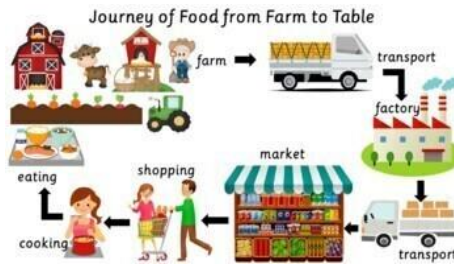 Journey of Food from Farm to Table
farm
transport
factory
transport
market
shopping
cooking
eating